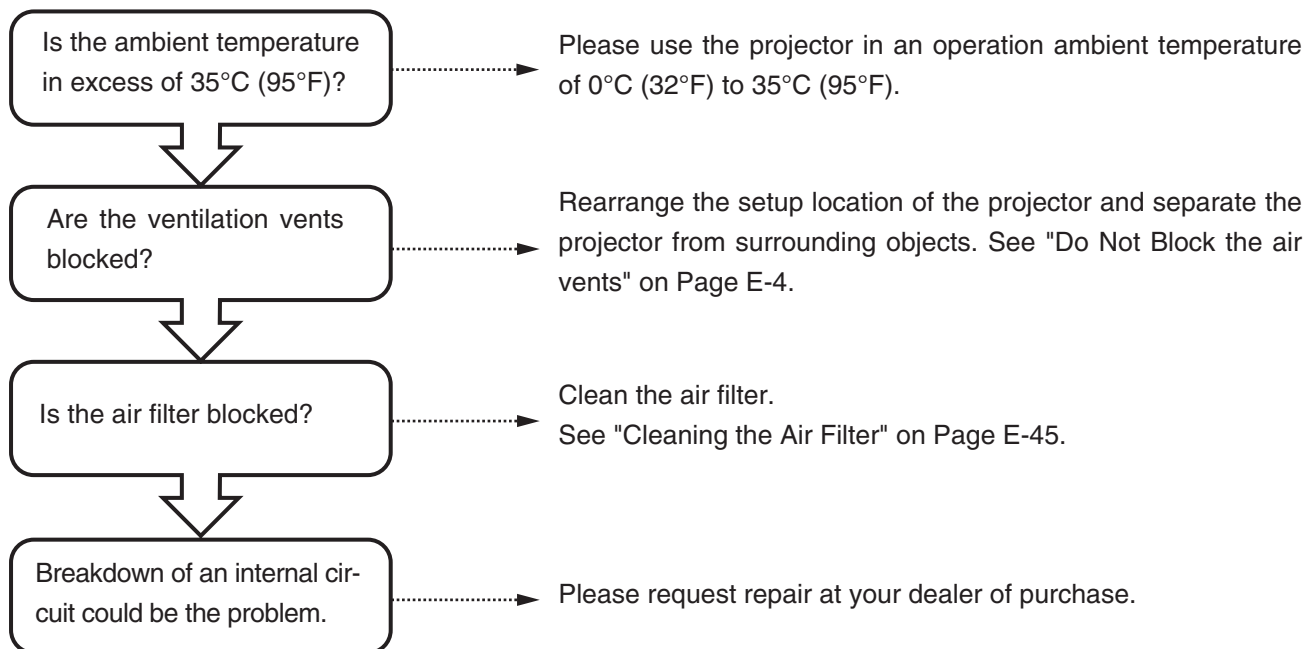 Is the ambient temperature
in excess of 35°C (95°F)?
Please use the projector in an operation ambient temperature
of 0°C (32°F) to 35°C (95°F).
Are the ventilation vents
blocked?
Rearrange the setup location of the projector and separate the
projector from surrounding objects. See "Do Not Block the air
vents" on Page E-4.
Is the air filter blocked?
Clean the air filter.
See "Cleaning the Air Filter" on Page E-45.
Breakdown of an internal cir-
cuit could be the problem.
Please request repair at your dealer of purchase.